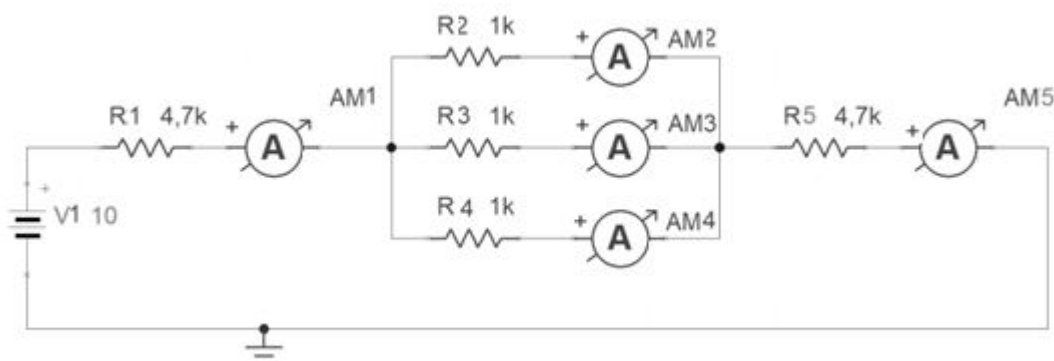 R2 1k
AM2
AM1
R1 4,7k
R3 1k
AM3
R5 4,7k
AM5
+
A
+
A
+
A
+
A
+
A
+
V1 10
R4 1k
AM4